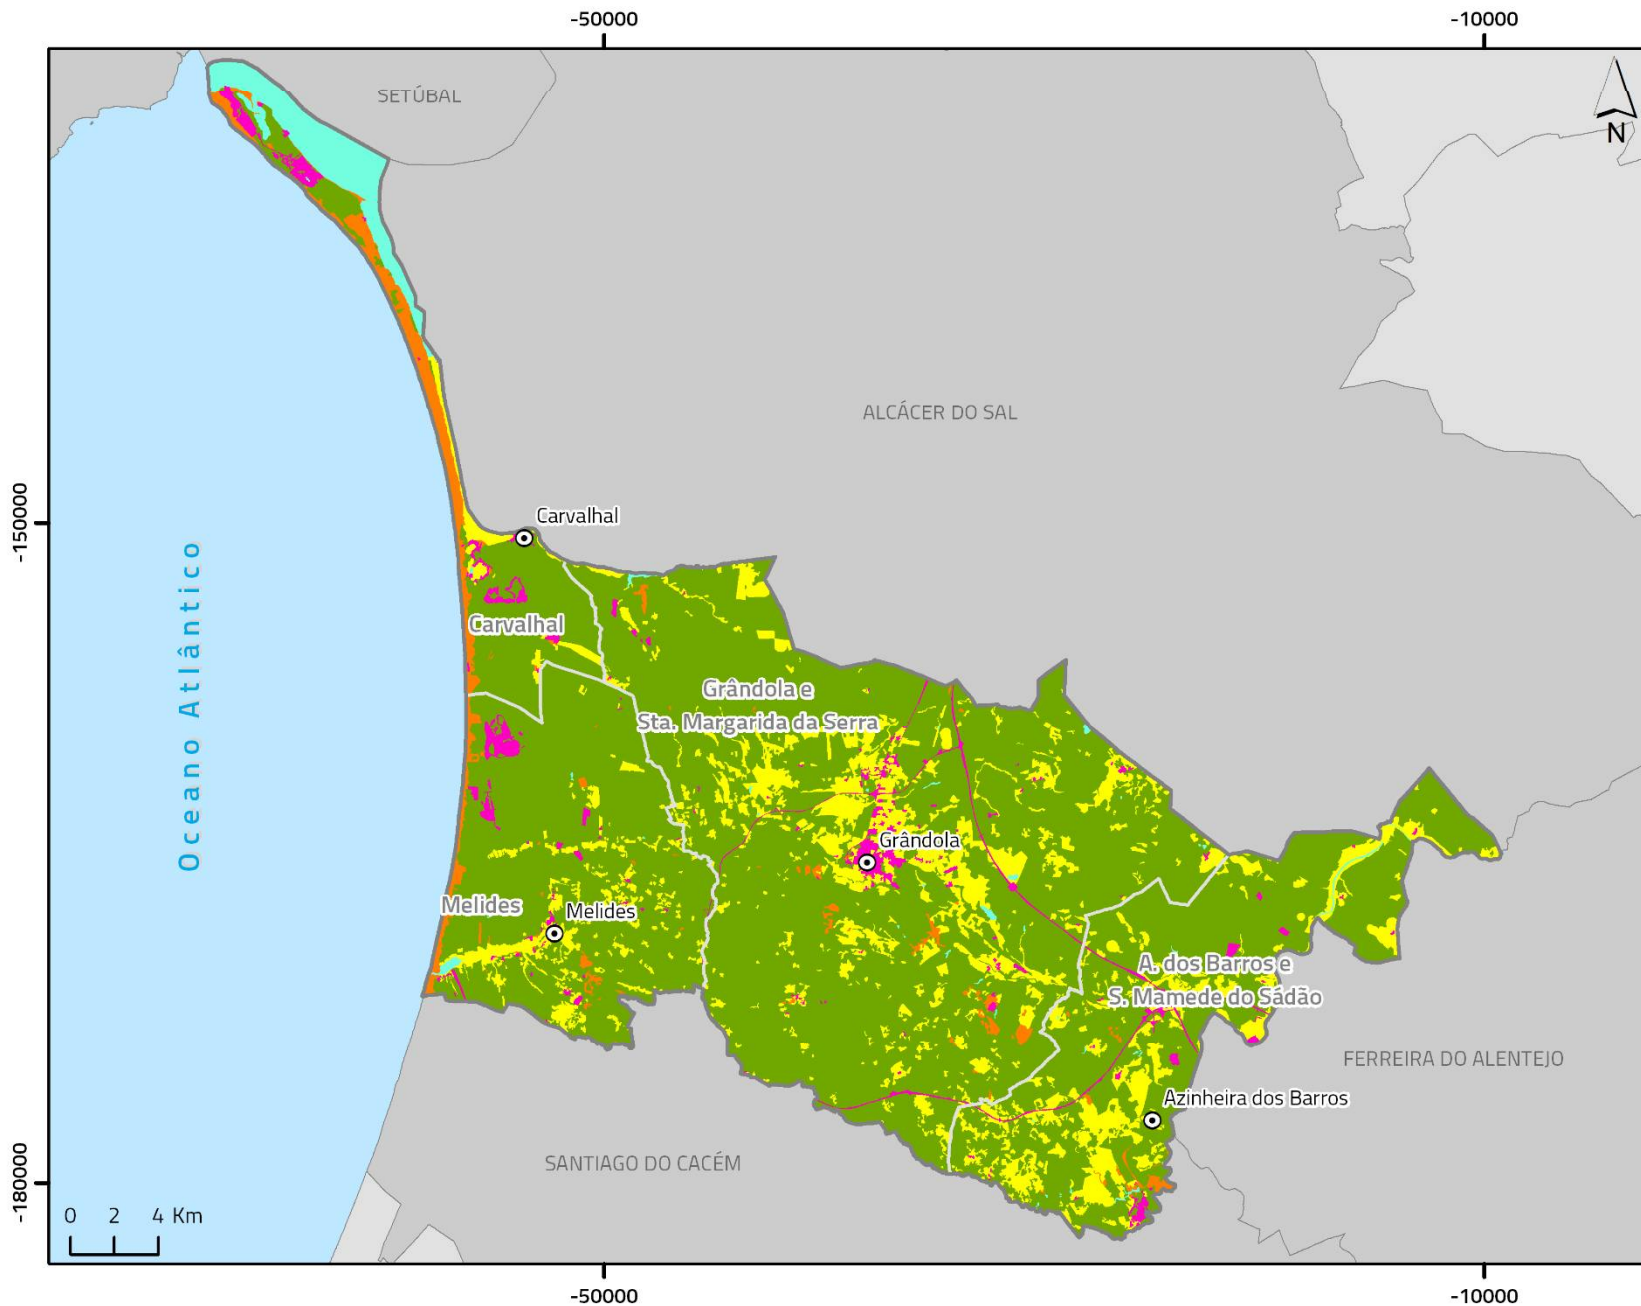 -50000
-10000
SETÚBAL
N
ALCÁCER DO SAL
-150000
Carvalhal
Oceano Atlântico
Carvalhal
Grândola e
Sta. Margarida da Serra
Grândola
Melides
Melides
A. dos Barros e
S. Mamede do Sádão
FERREIRA DO ALENTEJO
Azinheira dos Barros
SANTIAGO DO CACÉM
-180000
0 2 4 Km
-50000
-10000